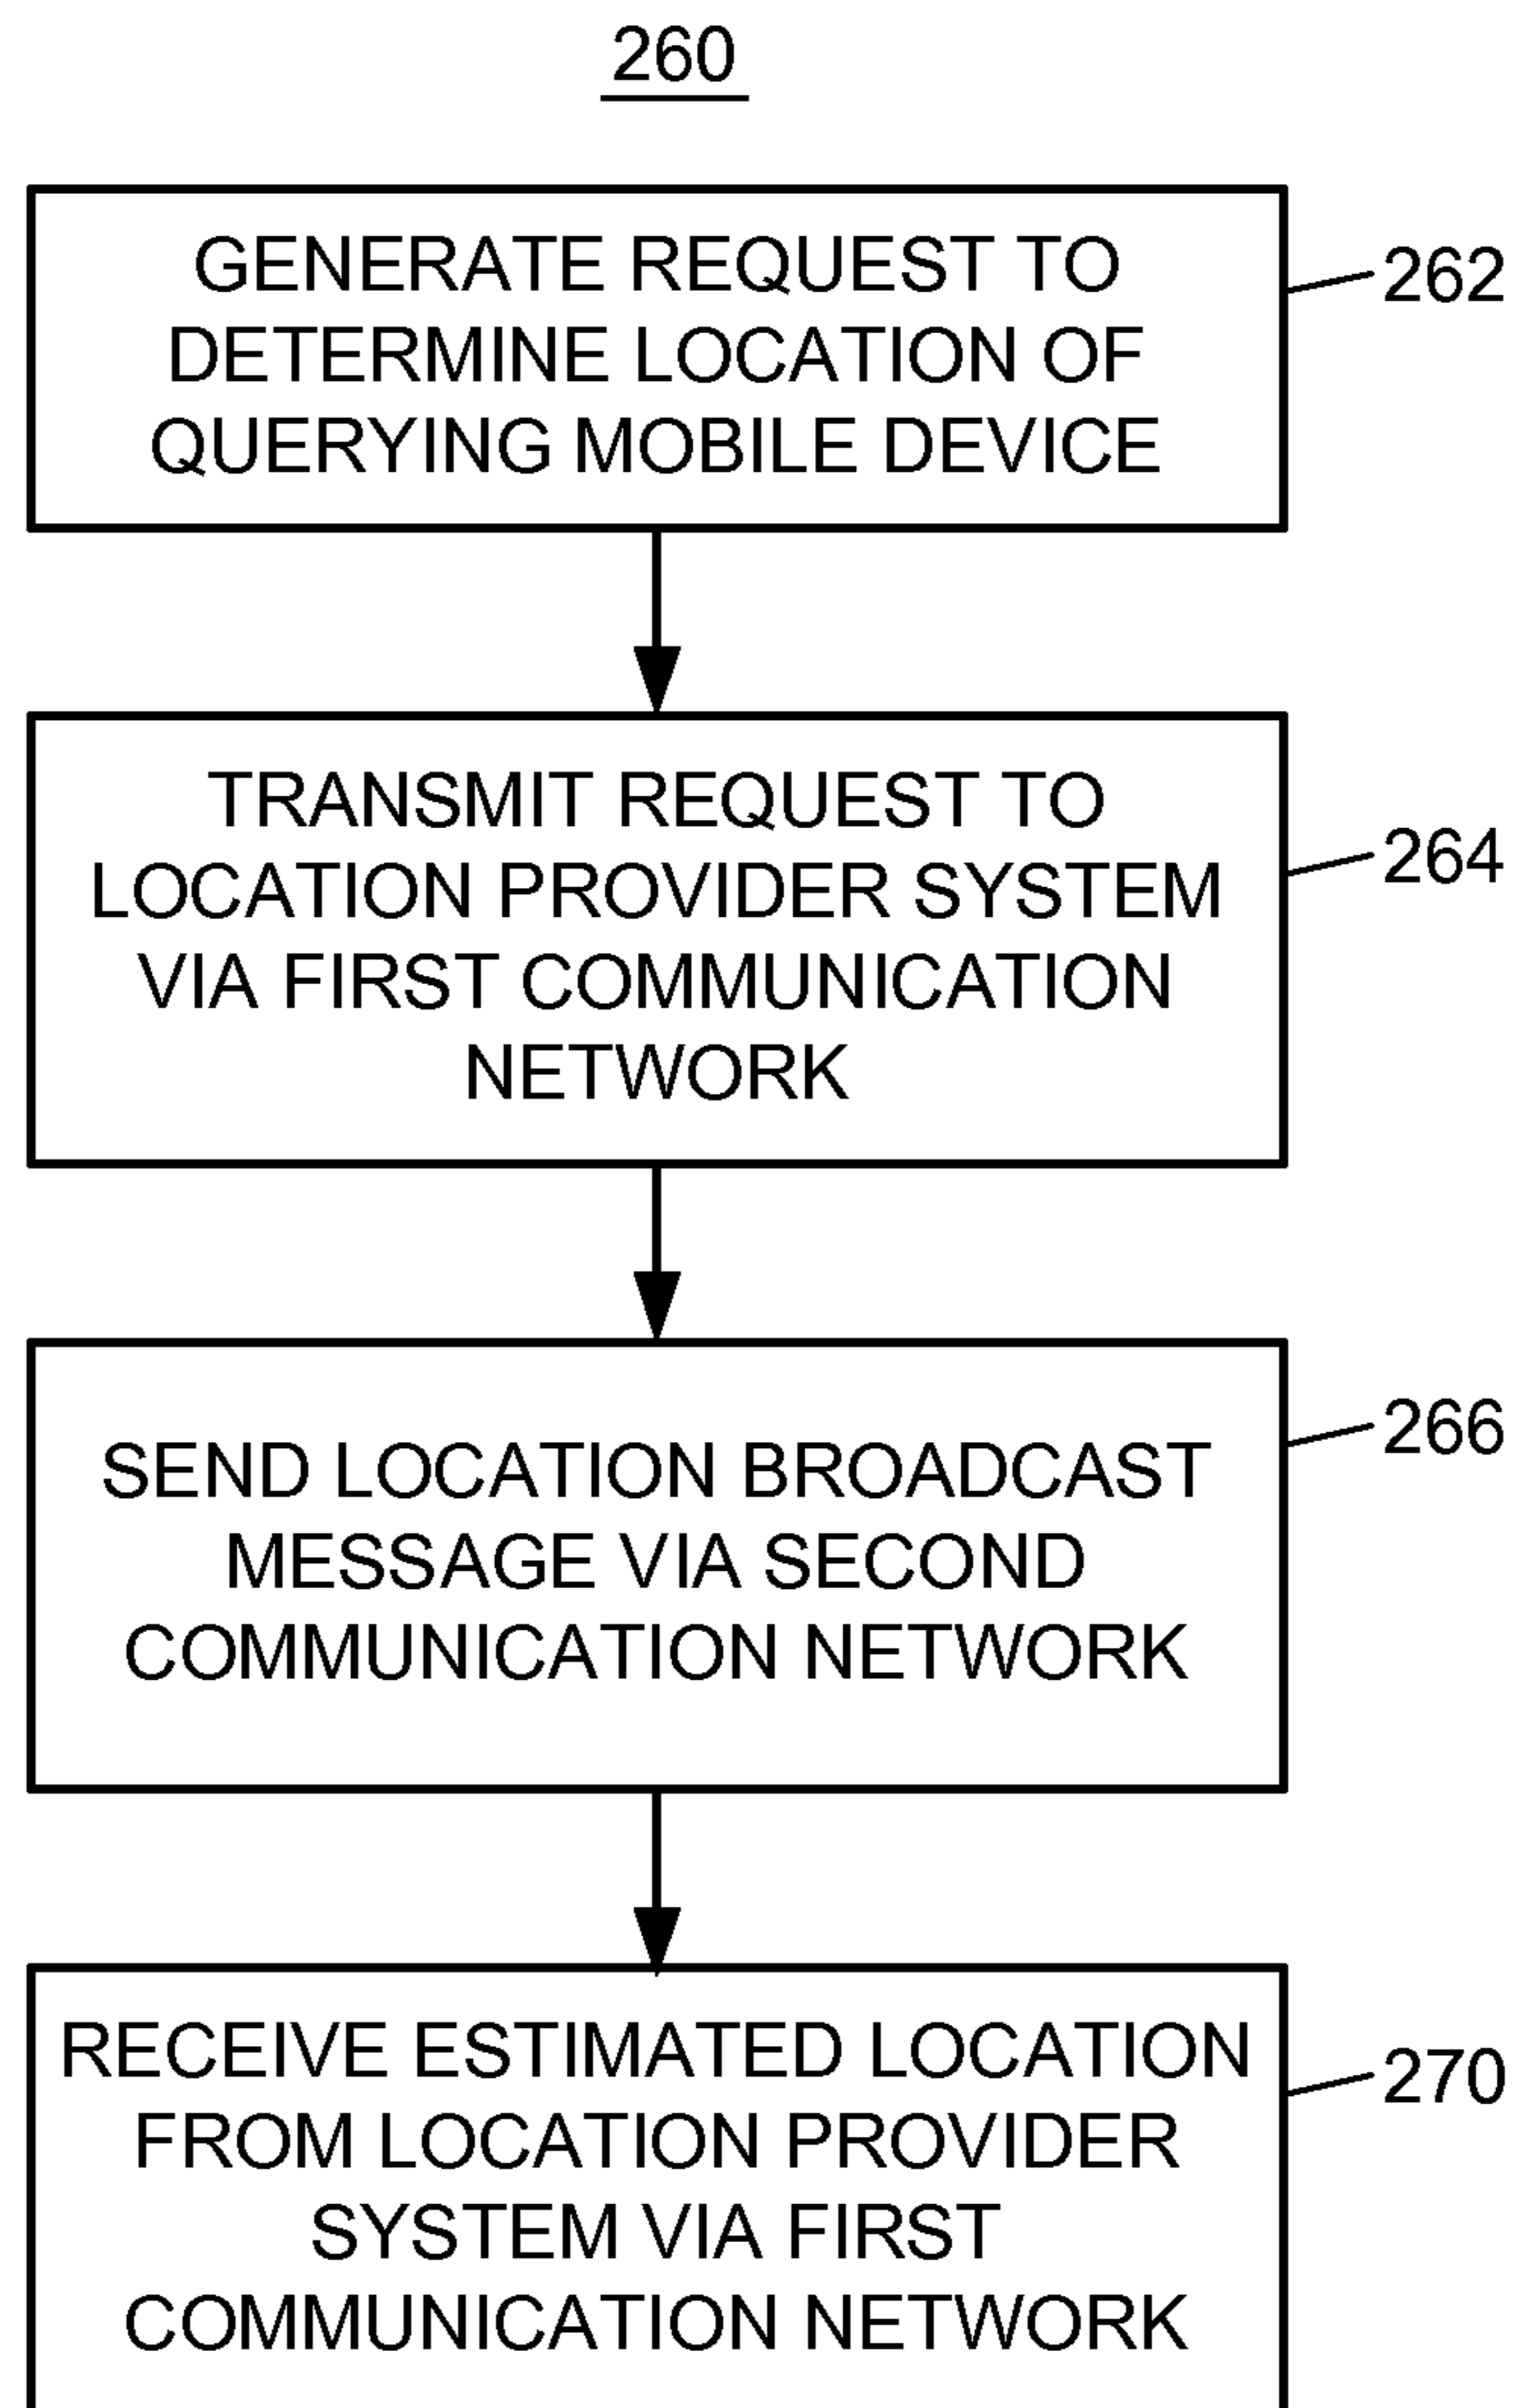 260
GENERATE REQUEST TO
DETERMINE LOCATION OF
QUERYING MOBILE DEVICE
262
TRANSMIT REQUEST TO
LOCATION PROVIDER SYSTEM
VIA FIRST COMMUNICATION
NETWORK
264
SEND LOCATION BROADCAST
MESSAGE VIA SECOND
COMMUNICATION NETWORK
266
RECEIVE ESTIMATED LOCATION
FROM LOCATION PROVIDER
SYSTEM VIA FIRST
COMMUNICATION NETWORK
270